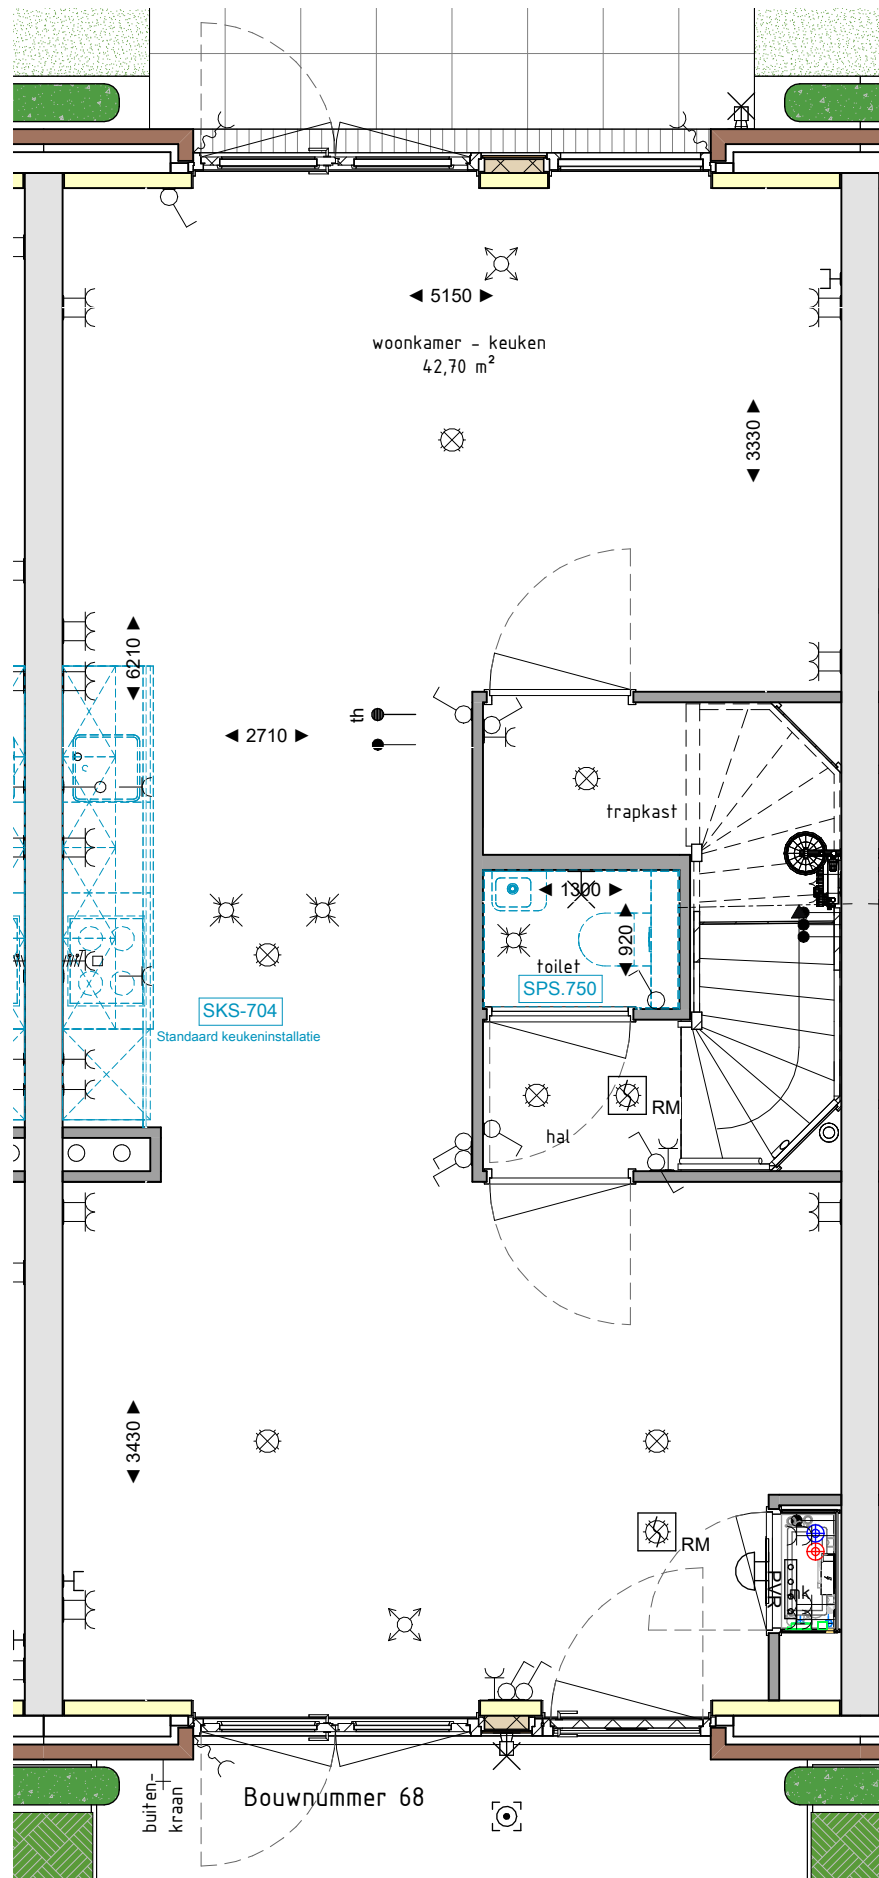 5150
woonkamer - keuken
42,70 m²
3330
6210
th
2710
trapkast
1300
920
toilet
SPS.750
SKS-704
Standaard keukeninstallatie
RM
hal
3430
RM
PVR
mk
buiten-
kraan
Bouwnummer 68